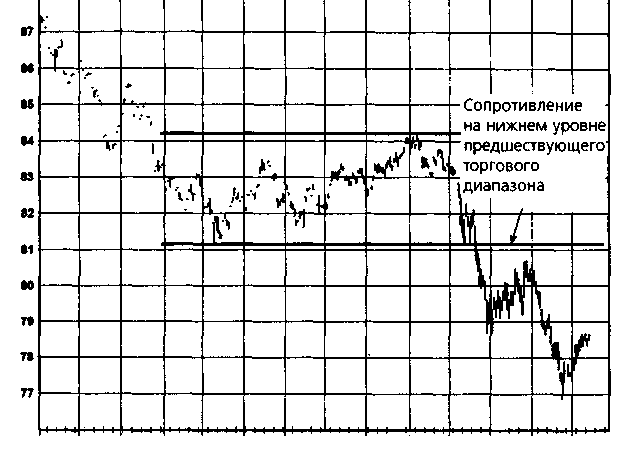 87
86
85
Сопротивление
на нижнем уровне
84
предшествующего
торгового
83
диапазона
82
81
80
79
78
77